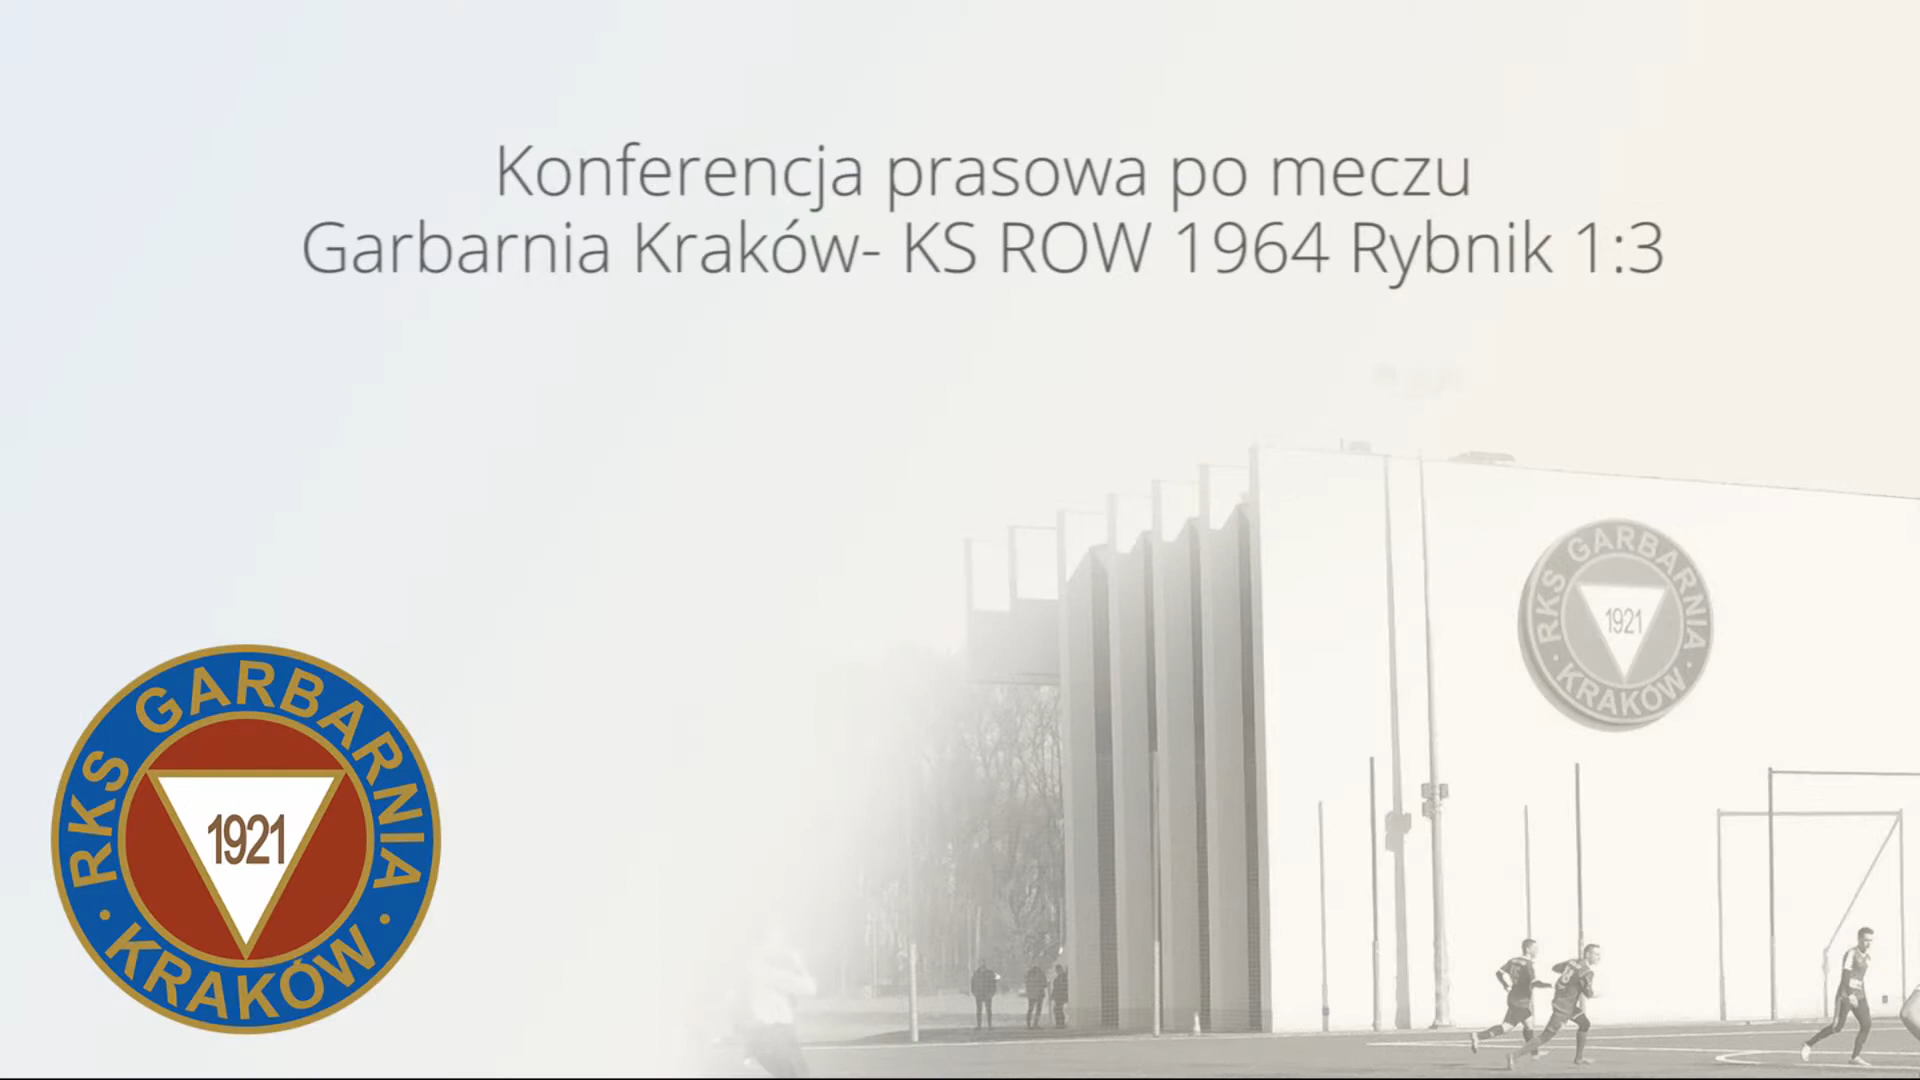 Konferencja prasowa po meczu
Garbarnia Kraków- KS ROW 1964 Rybnik 1:3
RKS GARBARNIA
1921
KRAKÓW
RKS GARBARNIA
1921
KRAKÓW